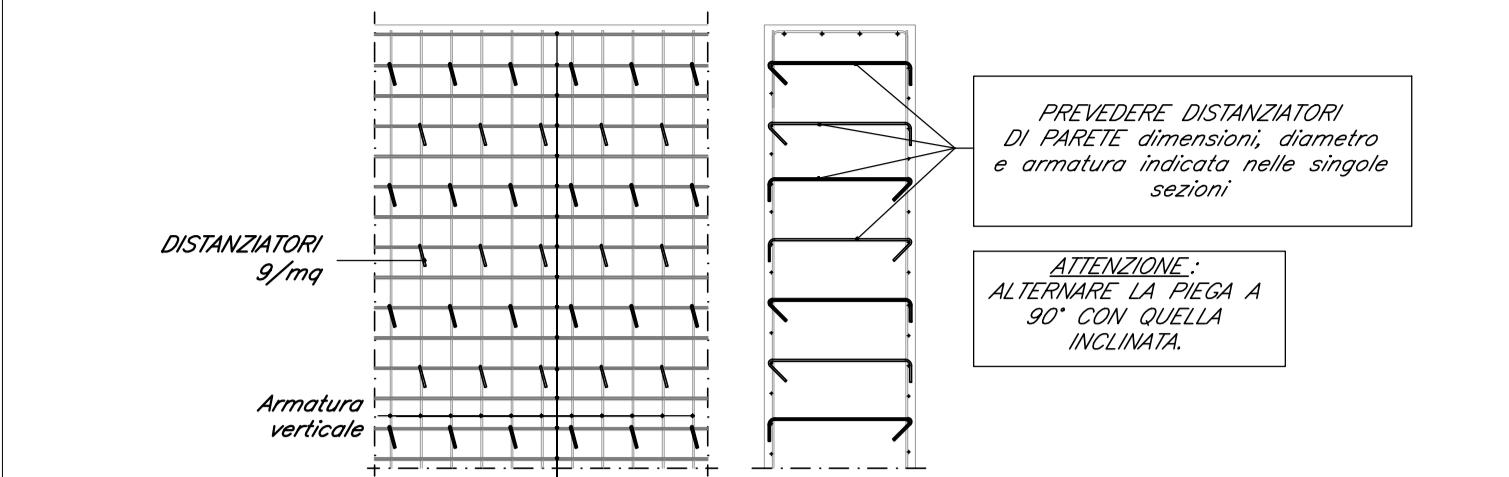 DISTANZIATORI
9/mq
Armatura
verticale
PREVEDERE DISTANZIATORI
DI PARETE dimensioni, diametro
e armatura indicata nelle singole
sezioni
ATTENZIONE:
ALTERNARE LA PIEGA A
90° CON QUELLA
INCLINATA.